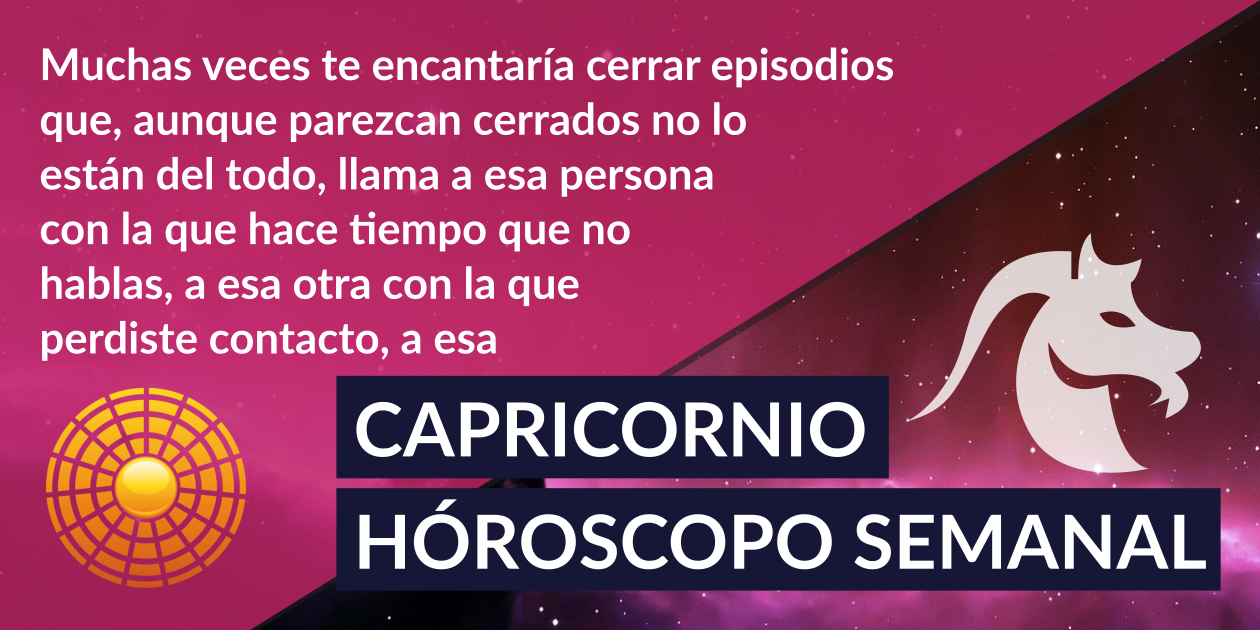 Muchas veces te encantaría cerrar episodios
que, aunque parezcan cerrados no lo
están del todo, llama a esa persona
con la que hace tiempo que no
hablas, a esa otra con la que
perdiste contacto, a esa
CAPRICORNIO
HÓROSCOPO SEMANAL